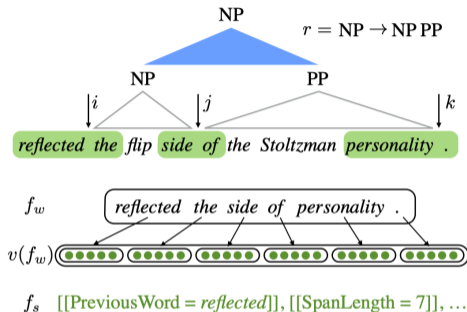 NP
r = NP → NP PP
NP PP
i j k
reflected the flip side of the Stoltzman personality .
f_w reflected the side of personality .
v(f_w)
f_s [[PreviousWord = reflected]], [[SpanLength = 7]], …